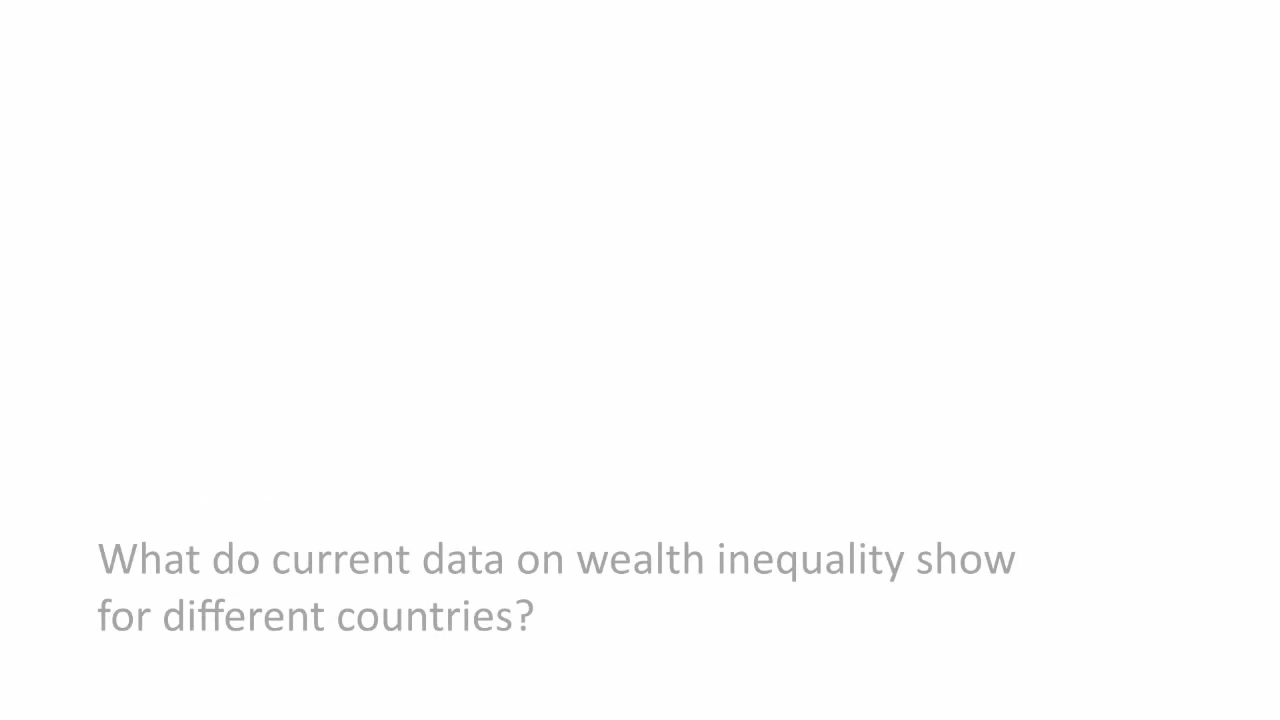 What do current data on wealth inequality show
for different countries?